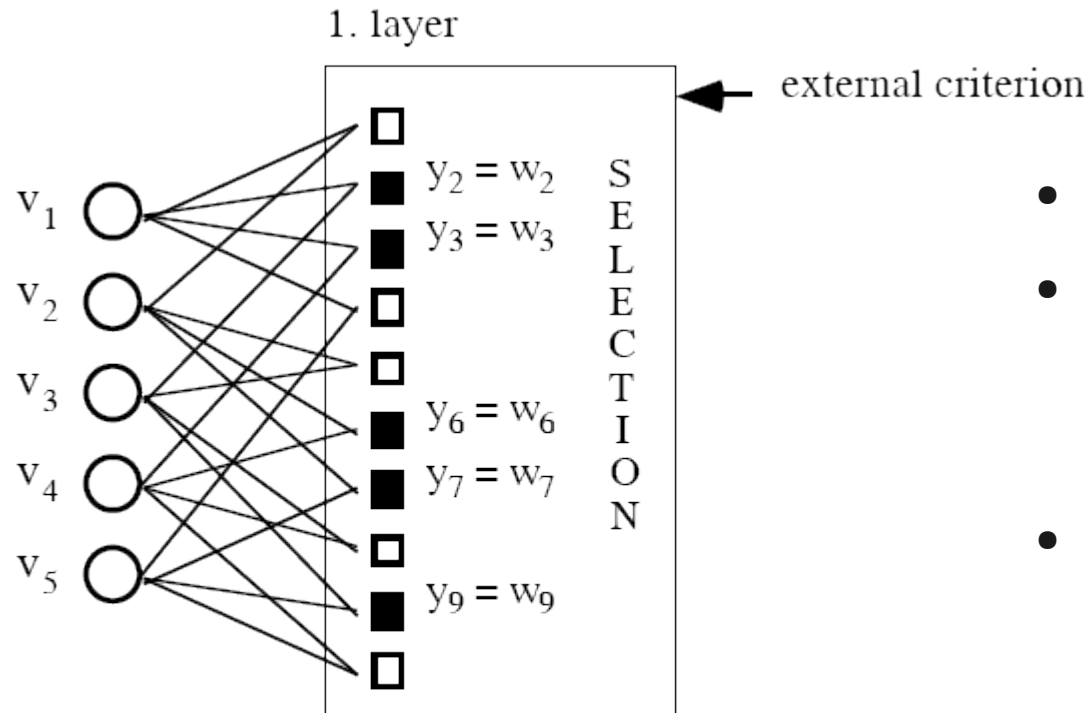 1. layer
external criterion
v₁
v₂
v₃
v₄
v₅
y₂ = w₂
y₃ = w₃
y₆ = w₆
y₇ = w₇
y₉ = w₉
SELECTION